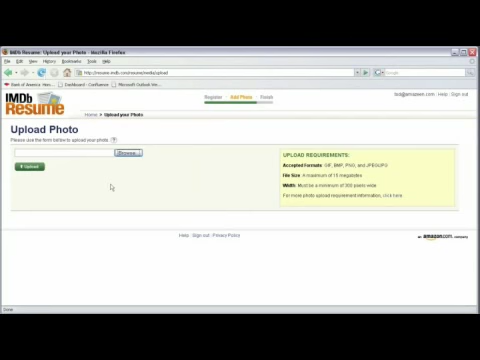 IMDb Resume: Upload your Photo - Mozilla Firefox
File Edit View History Bookmarks Tools Help
http://resume.imdb.com/resume/media/upload
Bank of America Dashboard - Confluence Microsoft Outlook
IMDb Resume
Register Add Photo Finish
Help Sign out
Home > Upload your Photo
Upload Photo
Please use the form below to upload your photo. [?]
Browse...
Upload
UPLOAD REQUIREMENTS:
Accepted Formats: GIF, BMP, PNG, and JPEG/JPG
File Size: A maximum of 15 megabytes
Width: Must be a minimum of 300 pixels wide
For more photo upload requirement information, click here
Help Sign out Privacy Policy
an amazon.com company
Done